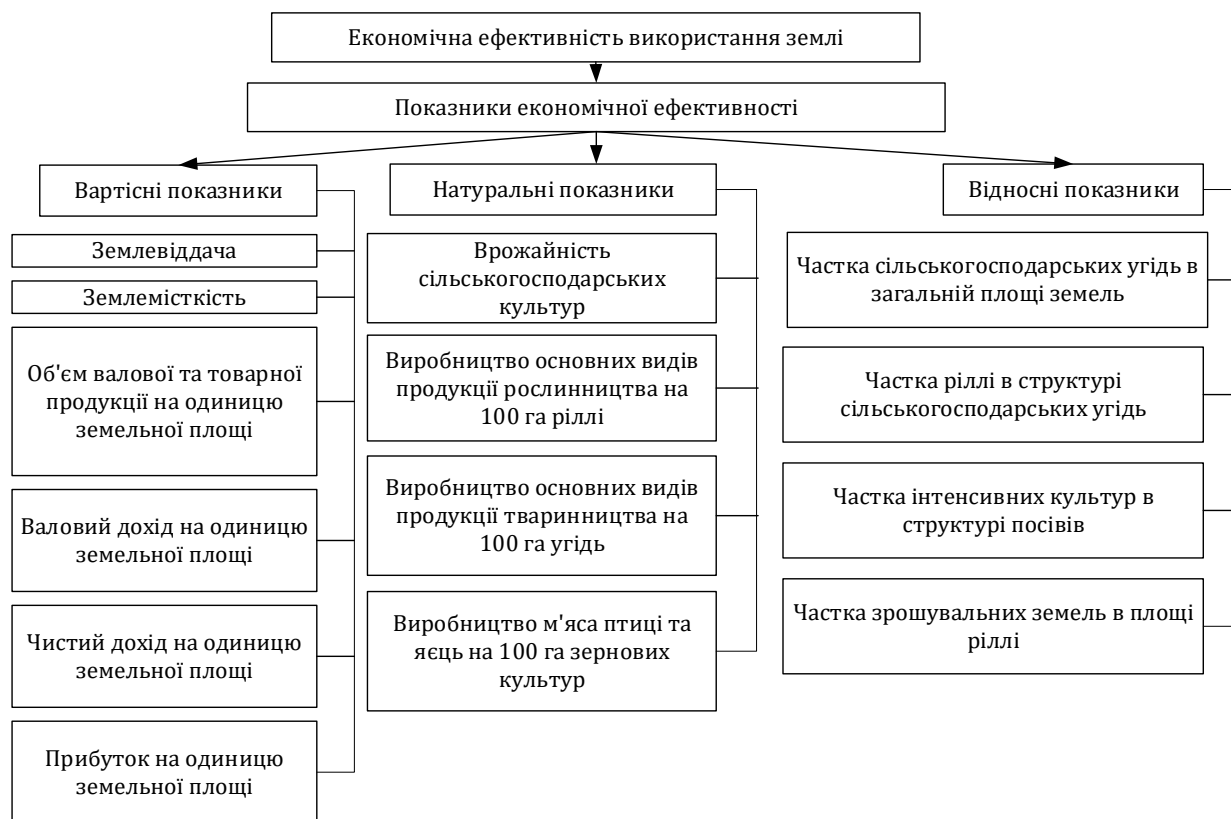 Економічна ефективність використання землі
Показники економічної ефективності
Вартісні показники
Землевіддача
Землемісткість
Об'єм валової та товарної
продукції на одиницю
земельної площі
Валовий дохід на одиницю
земельної площі
Чистий дохід на одиницю
земельної площі
Прибуток на одиницю
земельної площі
Натуральні показники
Врожайність
сільськогосподарських
культур
Виробництво основних видів
продукції рослинництва на
100 га ріллі
Виробництво основних видів
продукції тваринництва на
100 га угідь
Виробництво м'яса птиці та
яєць на 100 га зернових
культур
Відносні показники
Частка сільськогосподарських угідь в
загальній площі земель
Частка ріллі в структурі
сільськогосподарських угідь
Частка інтенсивних культур в
структурі посівів
Частка зрошувальних земель в площі
ріллі